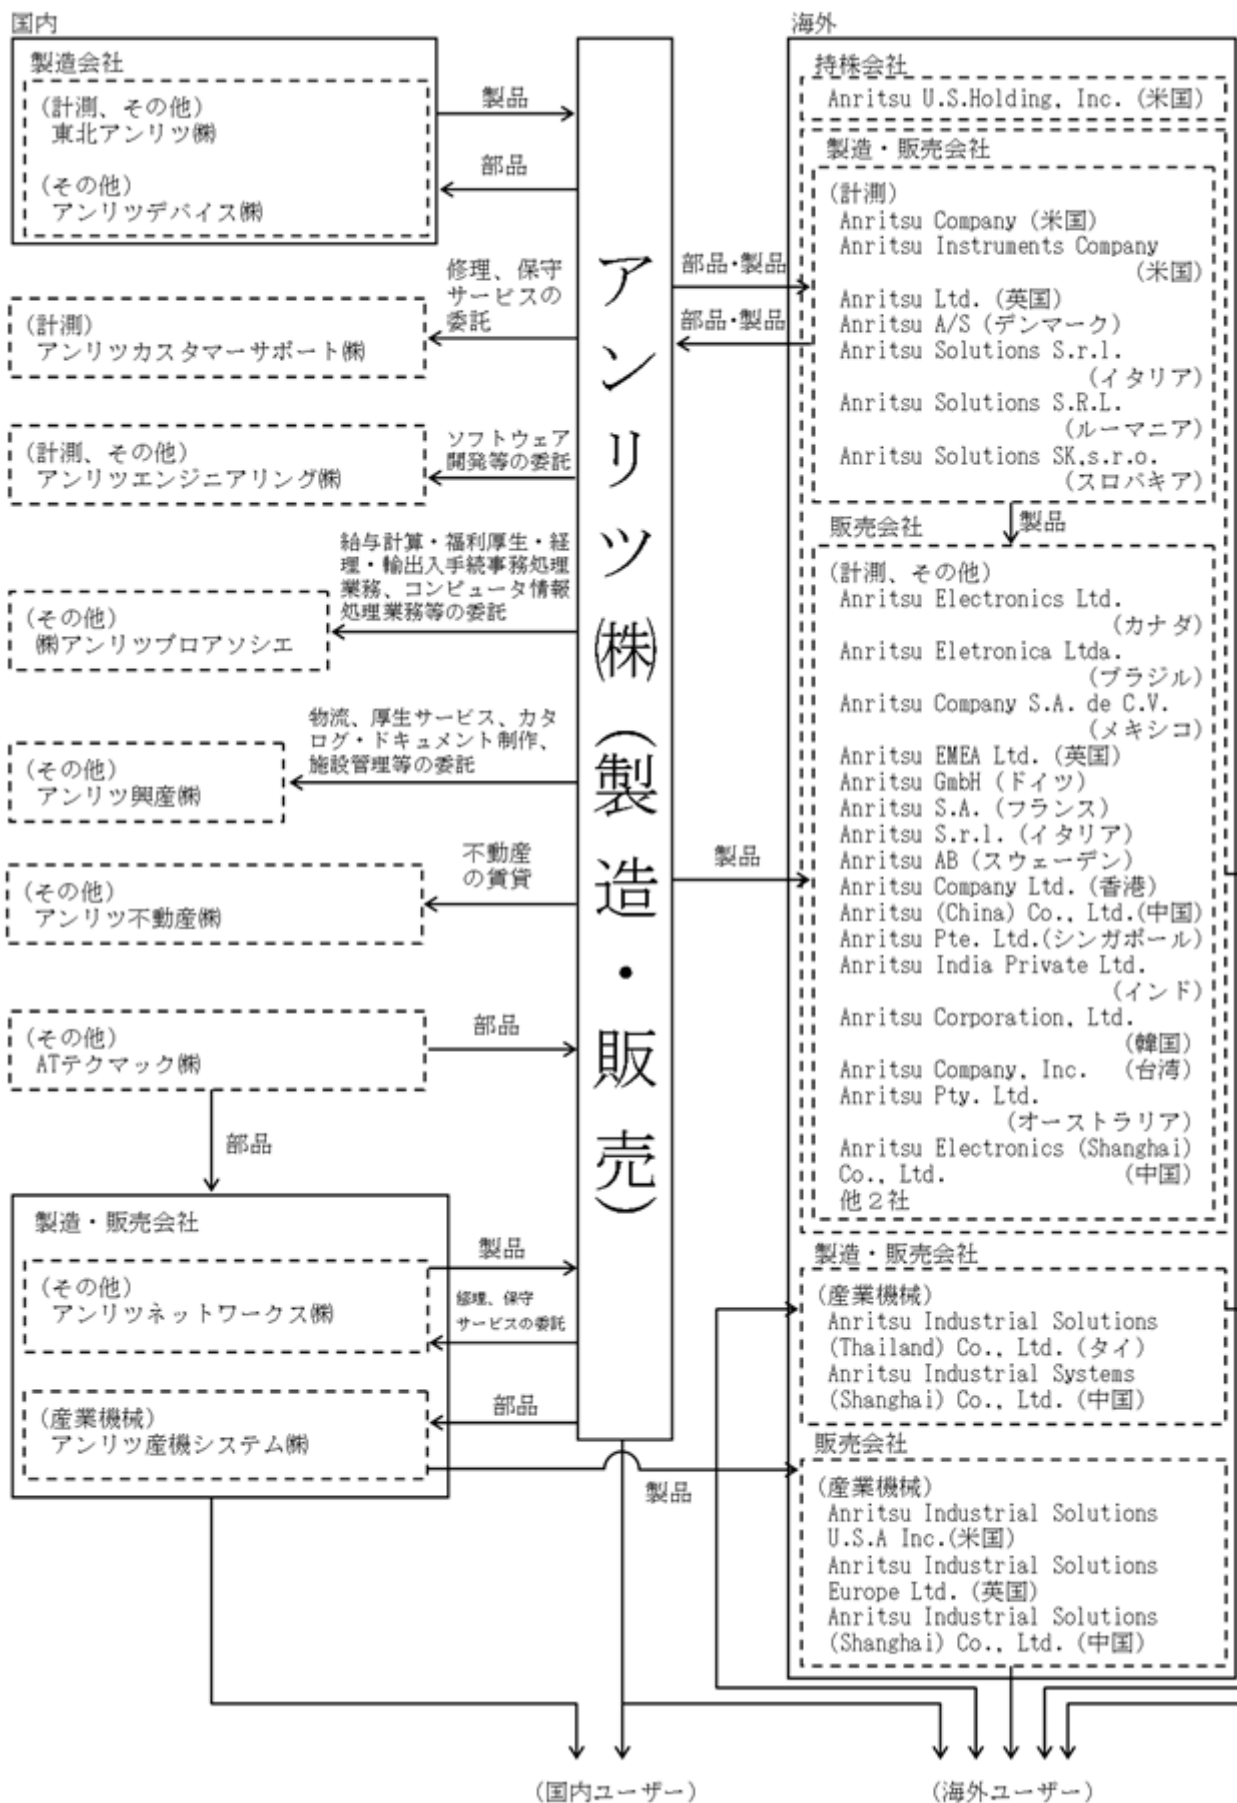 国内
製造会社
(計測、その他)
東北アンリツ㈱
(その他)
アンリツデバイス㈱
製品
部品
(計測)
アンリツカスタマーサポート㈱
修理、保守
サービスの
委託
(計測、その他)
アンリツエンジニアリング㈱
ソフトウェア
開発等の委託
(その他)
㈱アンリツプロアソシエ
給与計算・福利厚生・経
理・輸出入手続事務処理
業務、コンピュータ情報
処理業務等の委託
(その他)
アンリツ興産㈱
物流、厚生サービス、カタ
ログ・ドキュメント制作、
施設管理等の委託
(その他)
アンリツ不動産㈱
不動産
の賃貸
(その他)
ATテクマック㈱
部品
部品
製造・販売会社
(その他)
アンリツネットワークス㈱
製品
修理、保守
サービスの委託
(産業機械)
アンリツ産機システム㈱
部品
製品
アンリツ㈱(製造・販売)
部品・製品
部品・製品
製品
海外
持株会社
Anritsu U.S.Holding, Inc. (米国)
製造・販売会社
(計測)
Anritsu Company (米国)
Anritsu Instruments Company
(米国)
Anritsu Ltd. (英国)
Anritsu A/S (デンマーク)
Anritsu Solutions S.r.l.
(イタリア)
Anritsu Solutions S.R.L.
(ルーマニア)
Anritsu Solutions SK,s.r.o.
(スロバキア)
製品
販売会社
(計測、その他)
Anritsu Electronics Ltd.
(カナダ)
Anritsu Eletronica Ltda.
(ブラジル)
Anritsu Company S.A. de C.V.
(メキシコ)
Anritsu EMEA Ltd. (英国)
Anritsu GmbH (ドイツ)
Anritsu S.A. (フランス)
Anritsu S.r.l. (イタリア)
Anritsu AB (スウェーデン)
Anritsu Company Ltd. (香港)
Anritsu (China) Co., Ltd.(中国)
Anritsu Pte. Ltd.(シンガポール)
Anritsu India Private Ltd.
(インド)
Anritsu Corporation, Ltd.
(韓国)
Anritsu Company, Inc. (台湾)
Anritsu Pty. Ltd.
(オーストラリア)
Anritsu Electronics (Shanghai)
Co., Ltd. (中国)
他２社
製造・販売会社
(産業機械)
Anritsu Industrial Solutions
(Thailand) Co., Ltd. (タイ)
Anritsu Industrial Systems
(Shanghai) Co., Ltd. (中国)
販売会社
(産業機械)
Anritsu Industrial Solutions
U.S.A Inc.(米国)
Anritsu Industrial Solutions
Europe Ltd. (英国)
Anritsu Industrial Solutions
(Shanghai) Co., Ltd. (中国)
(国内ユーザー)
(海外ユーザー)